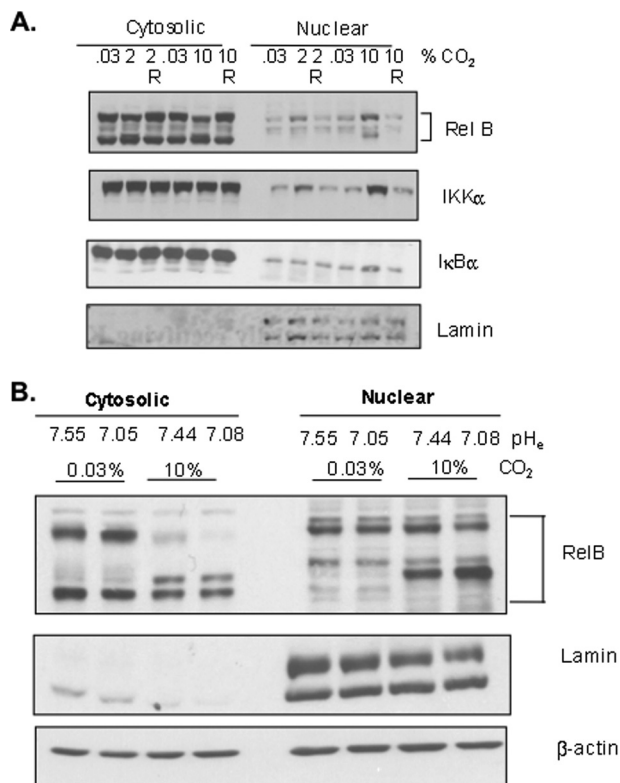 A.
Cytosolic Nuclear
.03 2 2 .03 10 10 .03 2 2 .03 10 10 % CO2
R R R R
Rel B
IKKα
IκBα
Lamin
B.
Cytosolic Nuclear
7.55 7.05 7.44 7.08 7.55 7.05 7.44 7.08 pHe
0.03% 10% 0.03% 10% CO2
RelB
Lamin
β-actin